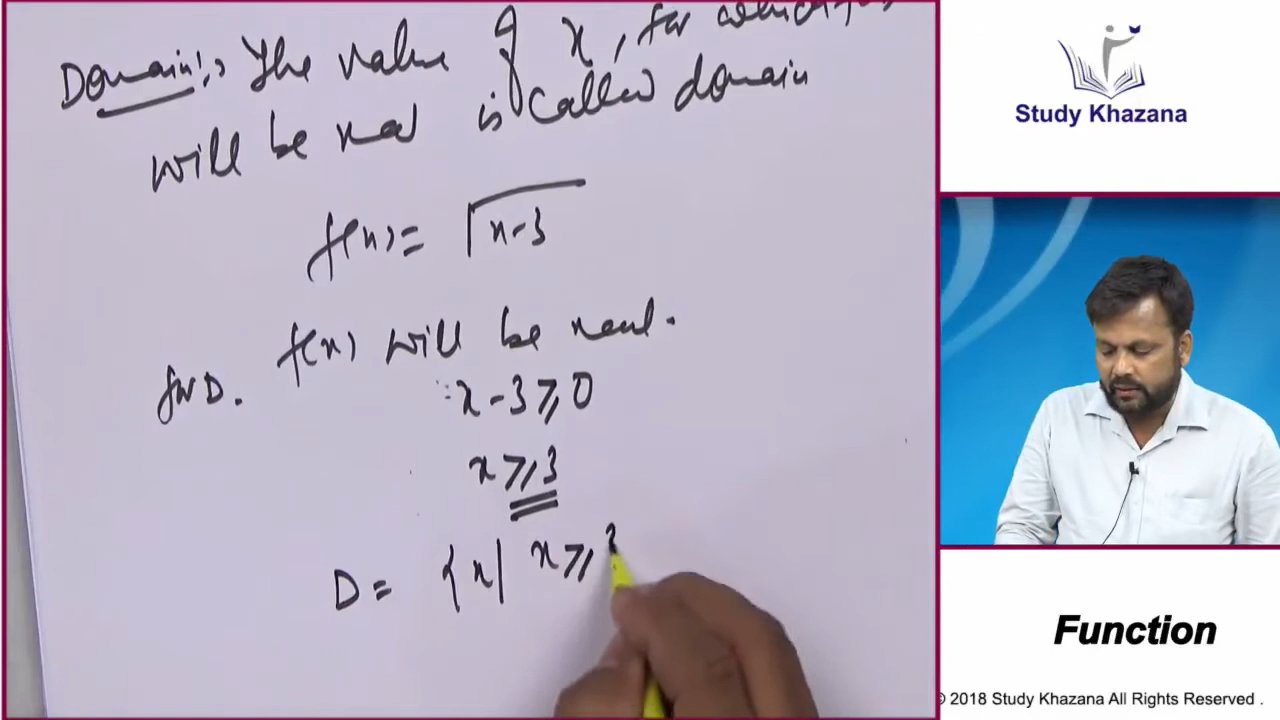 Domain:, The value of x, for which f(x)
will be real is called domain
f(x) = √x-3
f(x) will be real.
for D.
∴ x - 3 ≥ 0
x ≥ 3
D = {x| x ≥ 3
Study Khazana
Function
© 2018 Study Khazana All Rights Reserved .